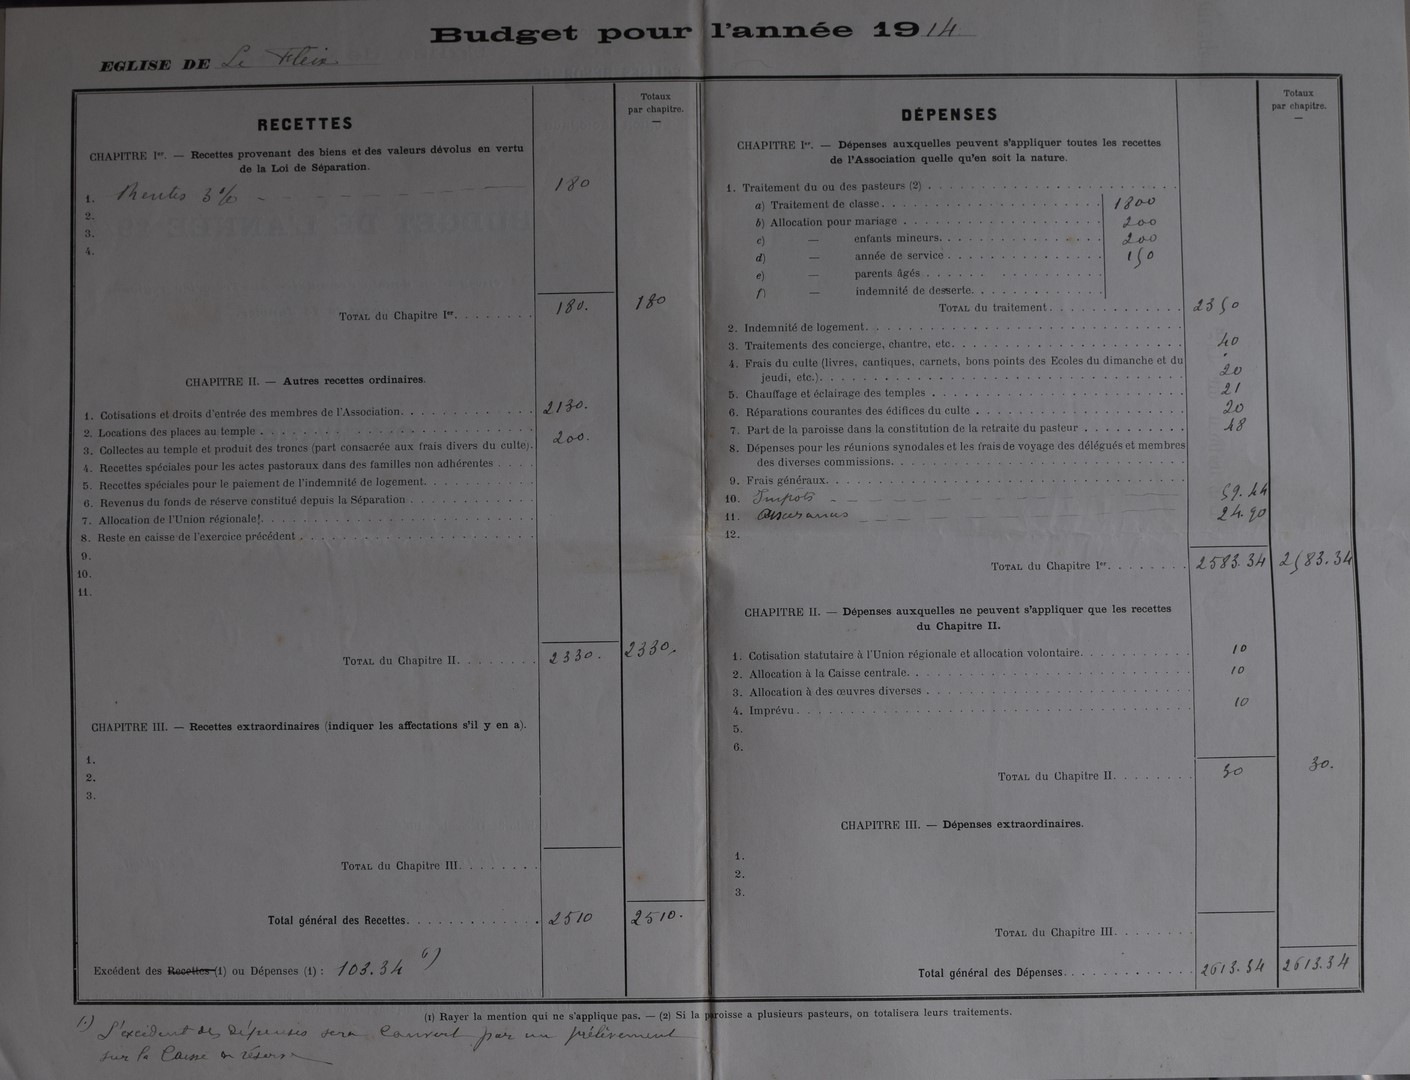 Budget pour l'année 1914
EGLISE DE Le Fleix
RECETTES
Totaux
par chapitre.
CHAPITRE Ier. — Recettes provenant des biens et des valeurs dévolus en vertu
de la Loi de Séparation.
1. Rentes 3% 180
2.
3.
4.
TOTAL du Chapitre Ier. 180. 180
CHAPITRE II. — Autres recettes ordinaires.
1. Cotisations et droits d'entrée des membres de l'Association. 2130.
2. Locations des places au temple
3. Collectes au temple et produit des troncs (part consacrée aux frais divers du culte). 200.
4. Recettes spéciales pour les actes pastoraux dans des familles non adhérentes
5. Recettes spéciales pour le paiement de l'indemnité de logement.
6. Revenus du fonds de réserve constitué depuis la Séparation
7. Allocation de l'Union régionale
8. Reste en caisse de l'exercice précédent
9.
10.
11.
TOTAL du Chapitre II. 2330. 2330.
CHAPITRE III. — Recettes extraordinaires (indiquer les affectations s'il y en a).
1.
2.
3.
TOTAL du Chapitre III.
Total général des Recettes. 2510 2510.
Excédent des Recettes (1) ou Dépenses (1) : 103.34 (1)
DÉPENSES
Totaux
par chapitre.
CHAPITRE Ier. — Dépenses auxquelles peuvent s'appliquer toutes les recettes
de l'Association quelle qu'en soit la nature.
1. Traitement du ou des pasteurs (2)
a) Traitement de classe. 1800
b) Allocation pour mariage 200
c) — enfants mineurs. 200
d) — année de service 150
e) — parents âgés
f) — indemnité de desserte.
TOTAL du traitement 2350
2. Indemnité de logement.
3. Traitements des concierge, chantre, etc. 40
4. Frais du culte (livres, cantiques, carnets, bons points des Ecoles du dimanche et du
jeudi, etc.). 20
5. Chauffage et éclairage des temples 21
6. Réparations courantes des édifices du culte 20
7. Part de la paroisse dans la constitution de la retraite du pasteur 48
8. Dépenses pour les réunions synodales et les frais de voyage des délégués et membres
des diverses commissions.
9. Frais généraux.
10. Impots 59.44
11. Assurances 24.90
12.
TOTAL du Chapitre Ier. 2583.34 2583.34
CHAPITRE II. — Dépenses auxquelles ne peuvent s'appliquer que les recettes
du Chapitre II.
1. Cotisation statutaire à l'Union régionale et allocation volontaire. 10
2. Allocation à la Caisse centrale. 10
3. Allocation à des œuvres diverses
4. Imprévu. 10
5.
6.
TOTAL du Chapitre II. 30 30.
CHAPITRE III. — Dépenses extraordinaires.
1.
2.
3.
TOTAL du Chapitre III.
Total général des Dépenses. 2613.34 2613.34
(1) Rayer la mention qui ne s'applique pas. — (2) Si la paroisse a plusieurs pasteurs, on totalisera leurs traitements.
1.) L'excédent des dépenses sera couvert par un prélèvement
sur la Caisse en réserve